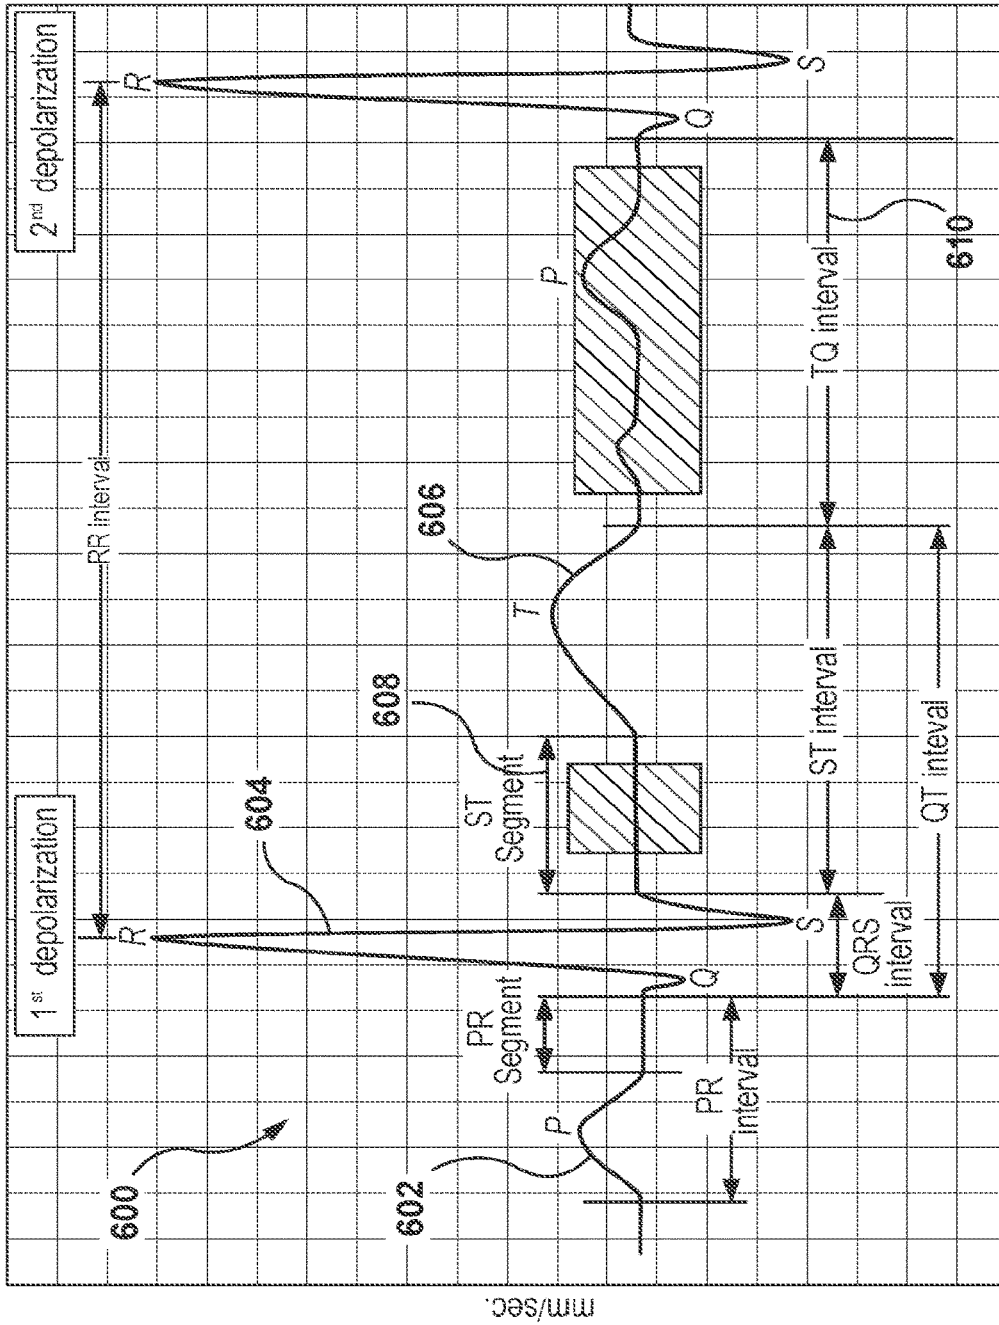 1st depolarization
2nd depolarization
R
RR interval
R
600
604
608
606
602
P
PR
Segment
ST
Segment
T
P
Q
S
Q
S
PR
interval
QRS
interval
ST interval
TQ interval
QT inteval
610
mm/sec.